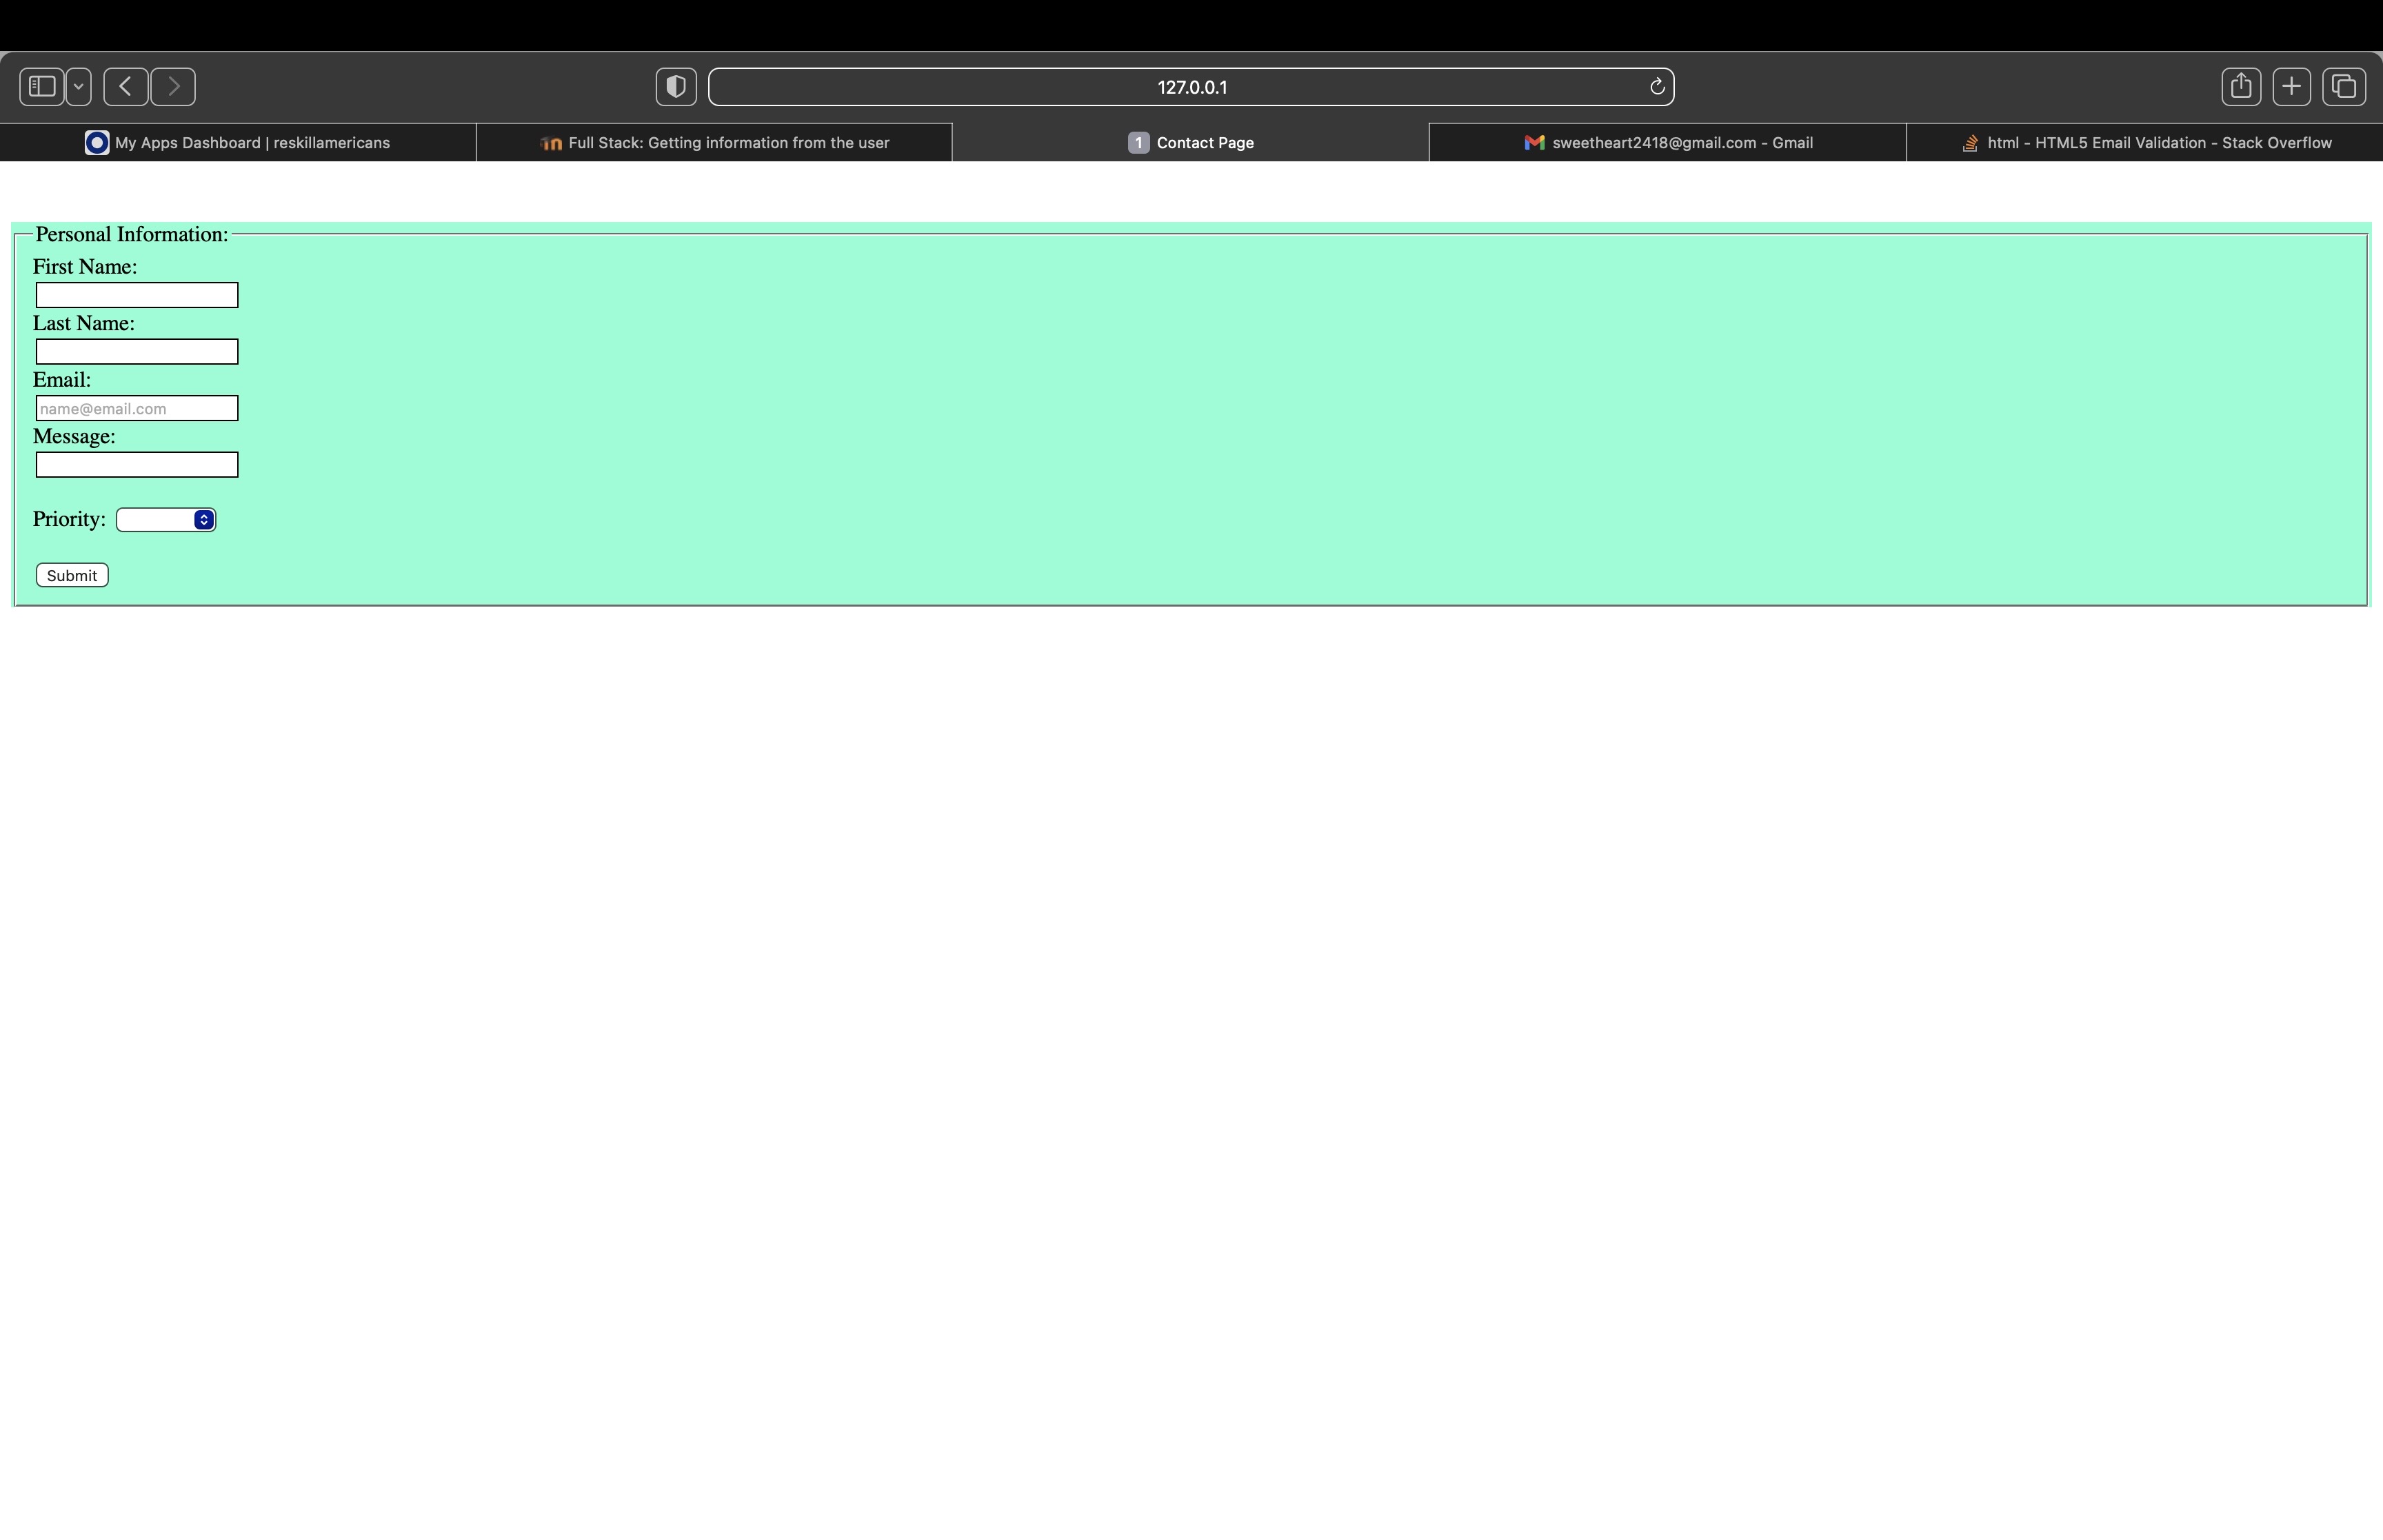 127.0.0.1
My Apps Dashboard | reskillamericans
Full Stack: Getting information from the user
1 Contact Page
sweetheart2418@gmail.com - Gmail
html - HTML5 Email Validation - Stack Overflow
Personal Information:
First Name:
Last Name:
Email:
name@email.com
Message:
Priority:
Submit